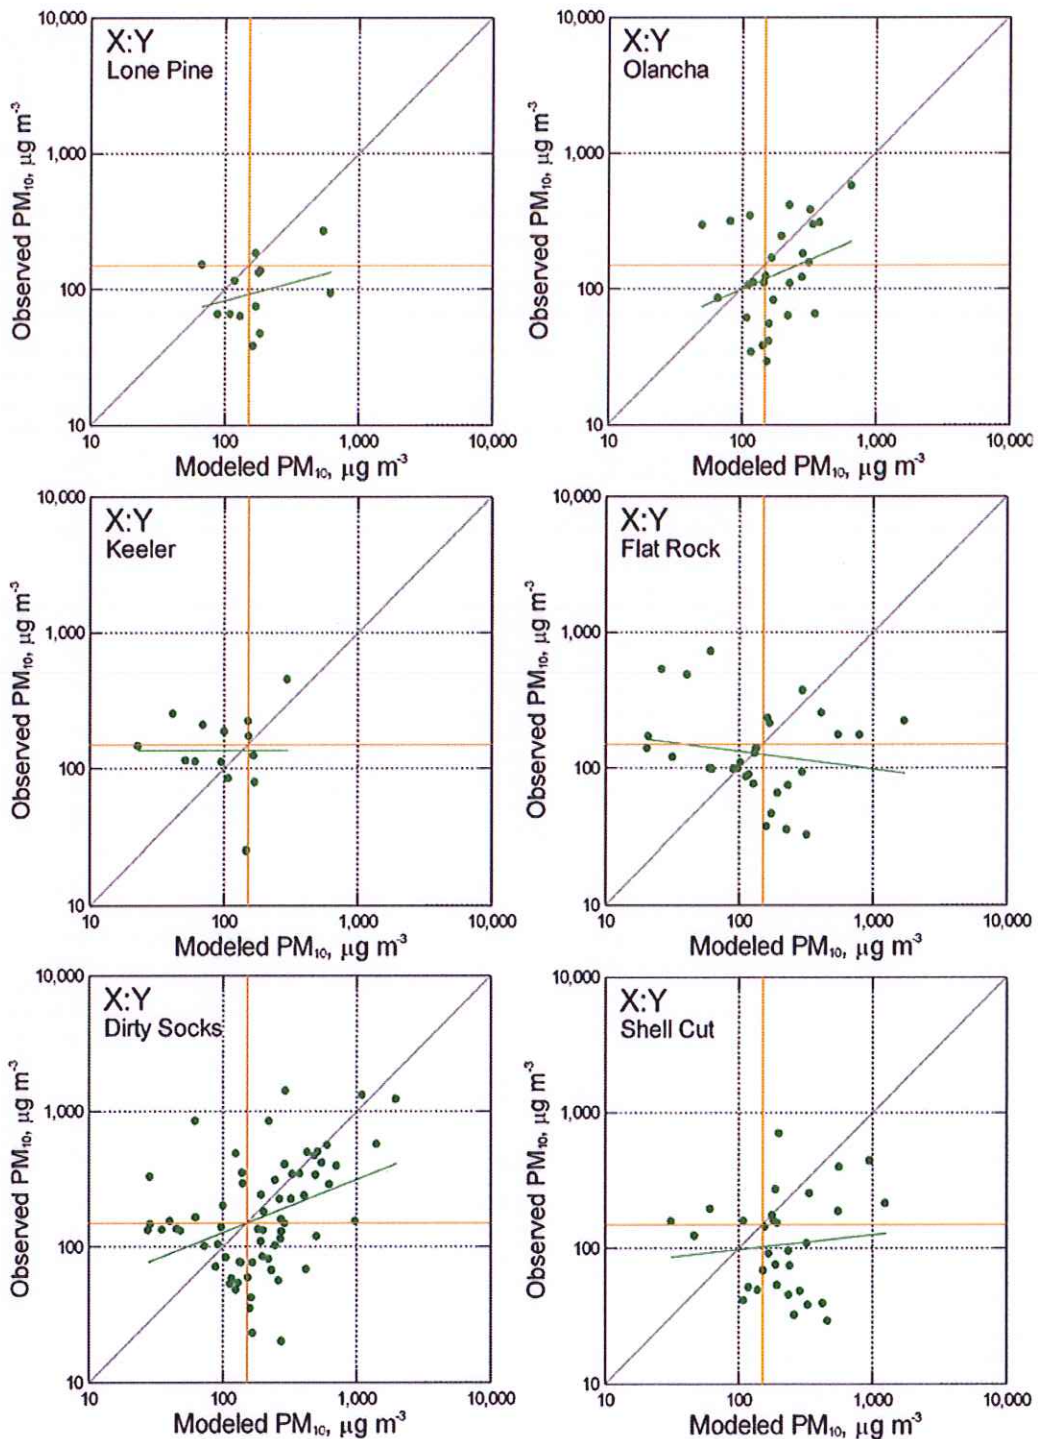 10,000
X:Y
Lone Pine
Observed PM₁₀, µg m⁻³
1,000
100
10
10
100
1,000
10,000
Modeled PM₁₀, µg m⁻³
10,000
X:Y
Olancha
Observed PM₁₀, µg m⁻³
1,000
100
10
10
100
1,000
10,000
Modeled PM₁₀, µg m⁻³
10,000
X:Y
Keeler
Observed PM₁₀, µg m⁻³
1,000
100
10
10
100
1,000
10,000
Modeled PM₁₀, µg m⁻³
10,000
X:Y
Flat Rock
Observed PM₁₀, µg m⁻³
1,000
100
10
10
100
1,000
10,000
Modeled PM₁₀, µg m⁻³
10,000
X:Y
Dirty Socks
Observed PM₁₀, µg m⁻³
1,000
100
10
10
100
1,000
10,000
Modeled PM₁₀, µg m⁻³
10,000
X:Y
Shell Cut
Observed PM₁₀, µg m⁻³
1,000
100
10
10
100
1,000
10,000
Modeled PM₁₀, µg m⁻³